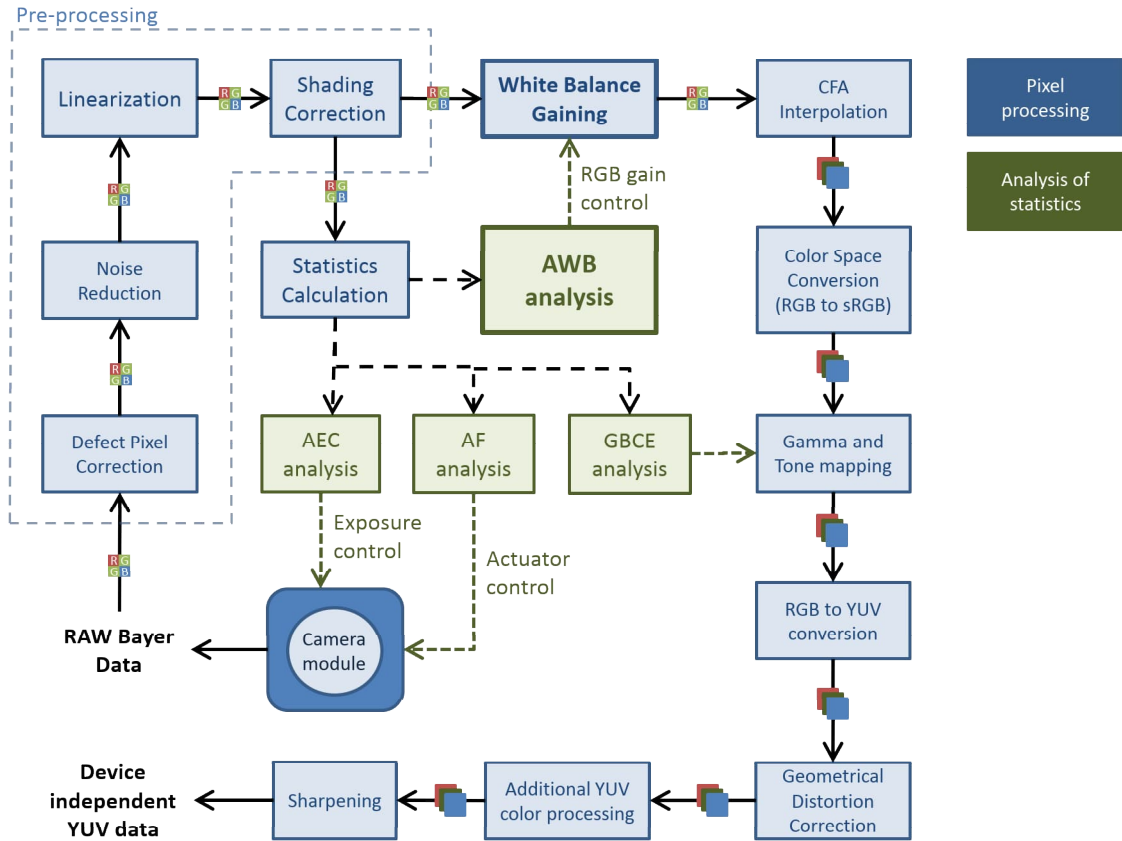 Pre-processing
Linearization
Shading
Correction
White Balance
Gaining
CFA
Interpolation
Pixel
processing
Analysis of
statistics
R G
G B
R G
G B
R G
G B
R G
G B
R G
G B
RGB gain
control
Noise
Reduction
Statistics
Calculation
AWB
analysis
Color Space
Conversion
(RGB to sRGB)
R G
G B
Defect Pixel
Correction
AEC
analysis
AF
analysis
GBCE
analysis
Gamma and
Tone mapping
R G
G B
Exposure
control
Actuator
control
RAW Bayer
Data
Camera
module
RGB to YUV
conversion
Device
independent
YUV data
Sharpening
Additional YUV
color processing
Geometrical
Distortion
Correction